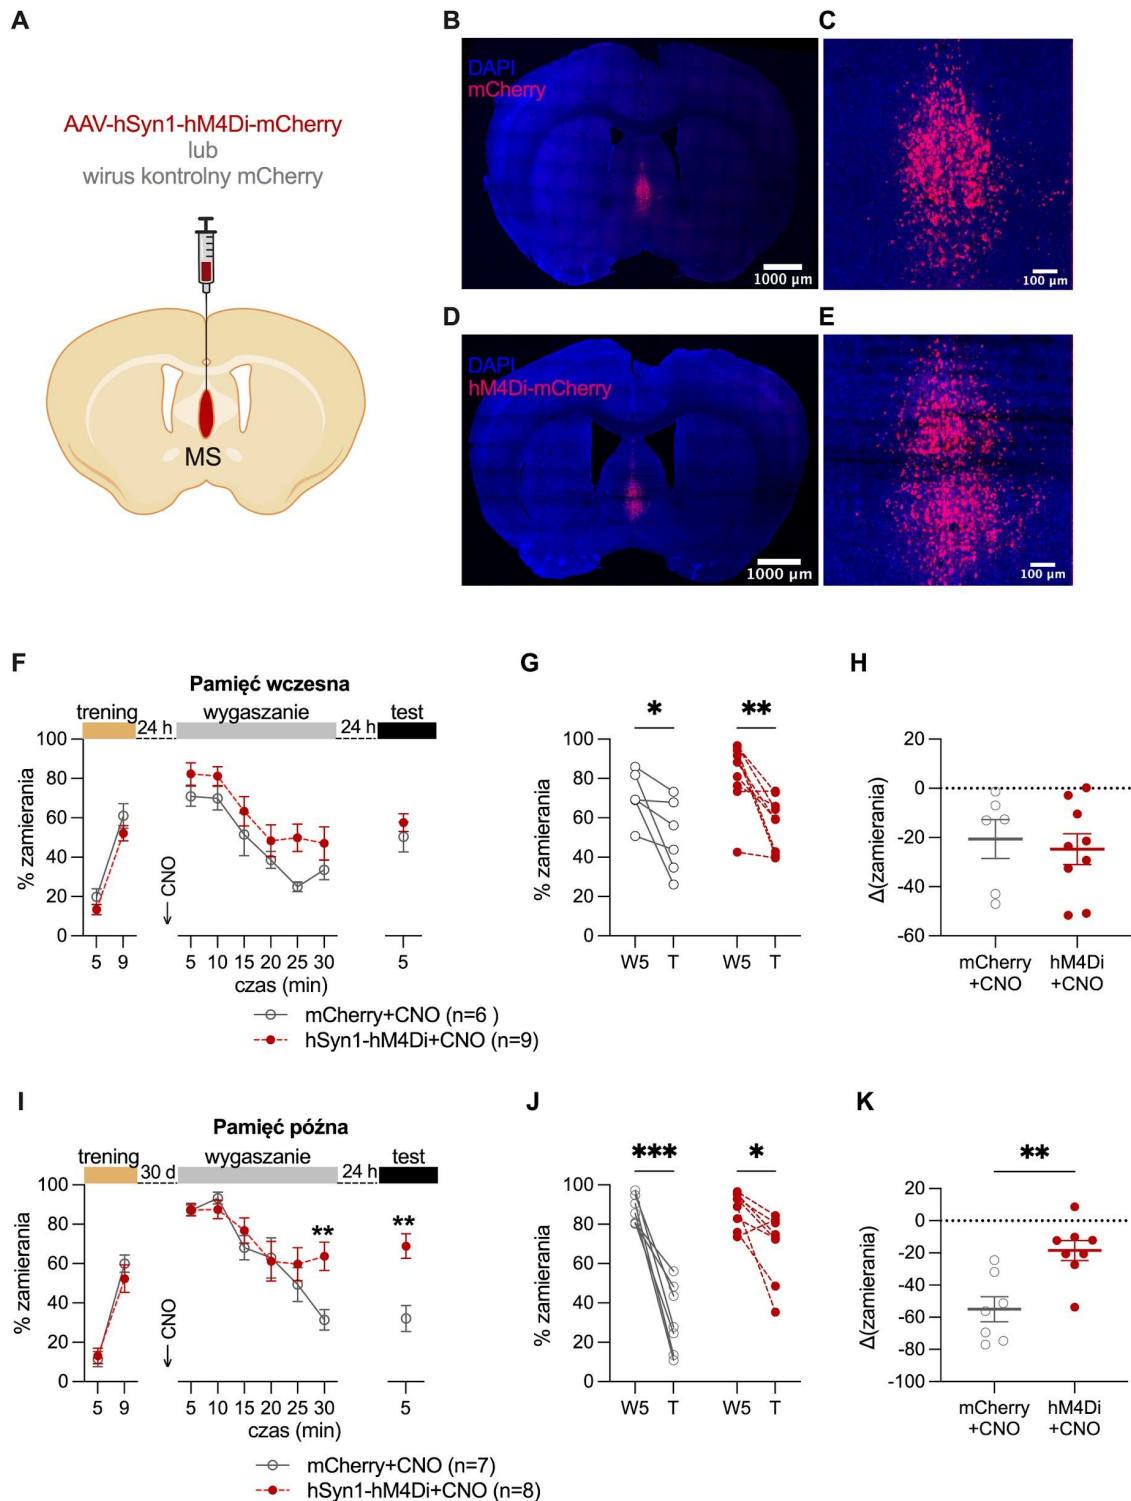 A
AAV-hSyn1-hM4Di-mCherry
lub
wirus kontrolny mCherry
MS
B
DAPI
mCherry
1000 µm
C
100 µm
D
DAPI
hM4Di-mCherry
1000 µm
E
100 µm
F
Pamięć wczesna
trening 24 h wygaszanie 24 h test
% zamierania
100
80
60
40
20
0
CNO
5 9 5 10 15 20 25 30 5
czas (min)
mCherry+CNO (n=6 )
hSyn1-hM4Di+CNO (n=9)
G
* **
% zamierania
100
80
60
40
20
0
W5 T W5 T
H
Δ(zamierania)
20
0
-20
-40
-60
mCherry +CNO
hM4Di +CNO
I
Pamięć późna
trening 30 d wygaszanie 24 h test
% zamierania
100
80
60
40
20
0
CNO
** **
5 9 5 10 15 20 25 30 5
czas (min)
mCherry+CNO (n=7)
hSyn1-hM4Di+CNO (n=8)
J
*** *
% zamierania
100
80
60
40
20
0
W5 T W5 T
K
**
Δ(zamierania)
20
0
-20
-40
-60
-80
-100
mCherry +CNO
hM4Di +CNO